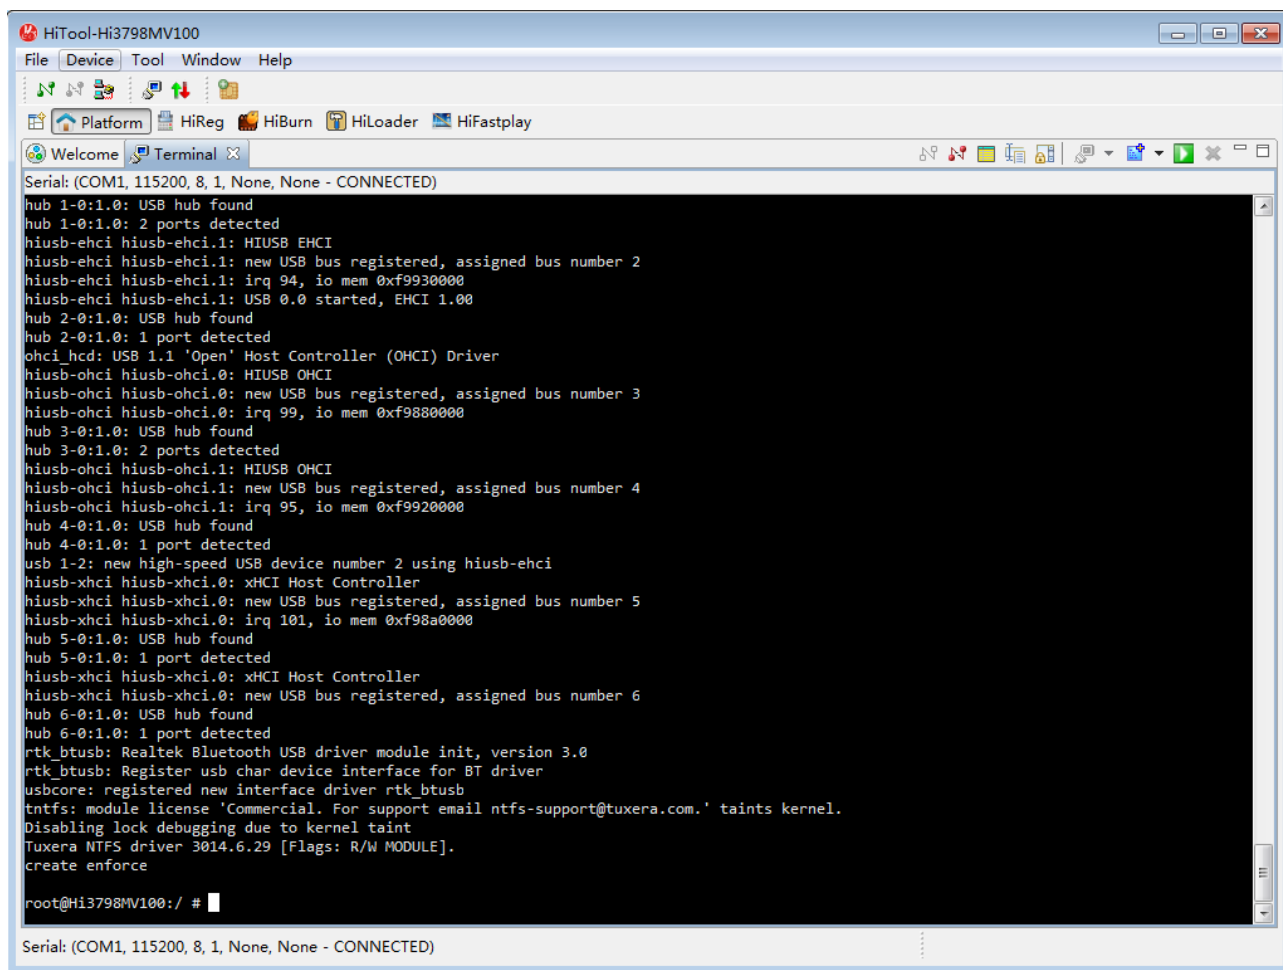 HiTool-Hi3798MV100
File Device Tool Window Help
Platform HiReg HiBurn HiLoader HiFastplay
Welcome Terminal
Serial: (COM1, 115200, 8, 1, None, None - CONNECTED)
hub 1-0:1.0: USB hub found
hub 1-0:1.0: 2 ports detected
hiusb-ehci hiusb-ehci.1: HIUSB EHCI
hiusb-ehci hiusb-ehci.1: new USB bus registered, assigned bus number 2
hiusb-ehci hiusb-ehci.1: irq 94, io mem 0xf9930000
hiusb-ehci hiusb-ehci.1: USB 0.0 started, EHCI 1.00
hub 2-0:1.0: USB hub found
hub 2-0:1.0: 1 port detected
ohci_hcd: USB 1.1 'Open' Host Controller (OHCI) Driver
hiusb-ohci hiusb-ohci.0: HIUSB OHCI
hiusb-ohci hiusb-ohci.0: new USB bus registered, assigned bus number 3
hiusb-ohci hiusb-ohci.0: irq 99, io mem 0xf9880000
hub 3-0:1.0: USB hub found
hub 3-0:1.0: 2 ports detected
hiusb-ohci hiusb-ohci.1: HIUSB OHCI
hiusb-ohci hiusb-ohci.1: new USB bus registered, assigned bus number 4
hiusb-ohci hiusb-ohci.1: irq 95, io mem 0xf9920000
hub 4-0:1.0: USB hub found
hub 4-0:1.0: 1 port detected
usb 1-2: new high-speed USB device number 2 using hiusb-ehci
hiusb-xhci hiusb-xhci.0: xHCI Host Controller
hiusb-xhci hiusb-xhci.0: new USB bus registered, assigned bus number 5
hiusb-xhci hiusb-xhci.0: irq 101, io mem 0xf98a0000
hub 5-0:1.0: USB hub found
hub 5-0:1.0: 1 port detected
hiusb-xhci hiusb-xhci.0: xHCI Host Controller
hiusb-xhci hiusb-xhci.0: new USB bus registered, assigned bus number 6
hub 6-0:1.0: USB hub found
hub 6-0:1.0: 1 port detected
rtk_btusb: Realtek Bluetooth USB driver module init, version 3.0
rtk_btusb: Register usb char device interface for BT driver
usbcore: registered new interface driver rtk_btusb
tntfs: module license 'Commercial. For support email ntfs-support@tuxera.com.' taints kernel.
Disabling lock debugging due to kernel taint
Tuxera NTFS driver 3014.6.29 [Flags: R/W MODULE].
create enforce
root@Hi3798MV100:/ #
Serial: (COM1, 115200, 8, 1, None, None - CONNECTED)